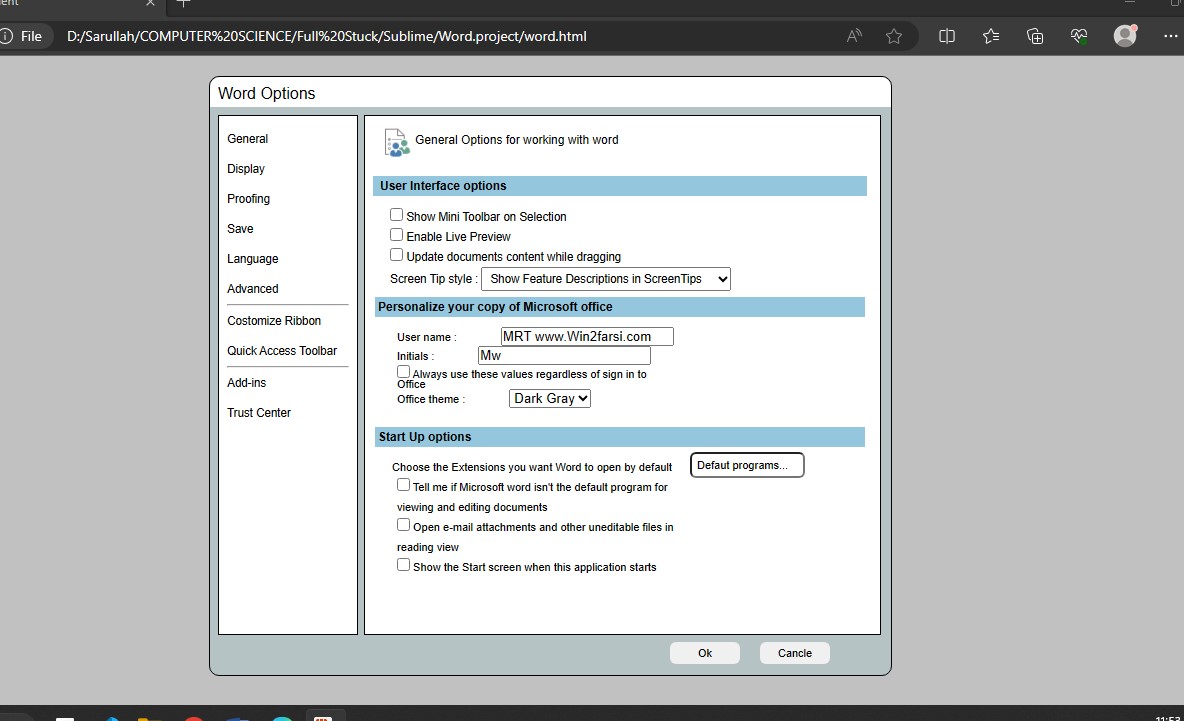 ent
File
D:/Sarullah/COMPUTER%20SCIENCE/Full%20Stuck/Sublime/Word.project/word.html
Word Options
General
Display
Proofing
Save
Language
Advanced
Costomize Ribbon
Quick Access Toolbar
Add-ins
Trust Center
General Options for working with word
User Interface options
Show Mini Toolbar on Selection
Enable Live Preview
Update documents content while dragging
Screen Tip style : Show Feature Descriptions in ScreenTips
Personalize your copy of Microsoft office
User name : MRT www.Win2farsi.com
Initials : Mw
Always use these values regardless of sign in to
Office
Office theme : Dark Gray
Start Up options
Choose the Extensions you want Word to open by default Defaut programs...
Tell me if Microsoft word isn't the default program for
viewing and editing documents
Open e-mail attachments and other uneditable files in
reading view
Show the Start screen when this application starts
Ok Cancle
11:53